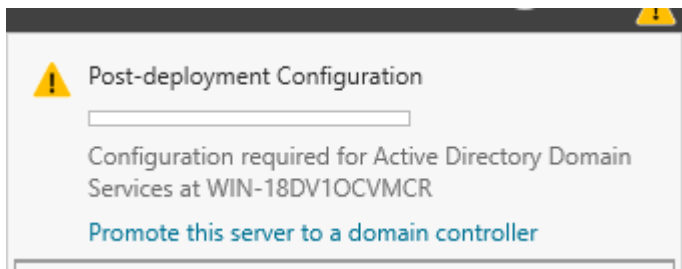 Post-deployment Configuration
Configuration required for Active Directory Domain
Services at WIN-18DV1OCVMCR
Promote this server to a domain controller